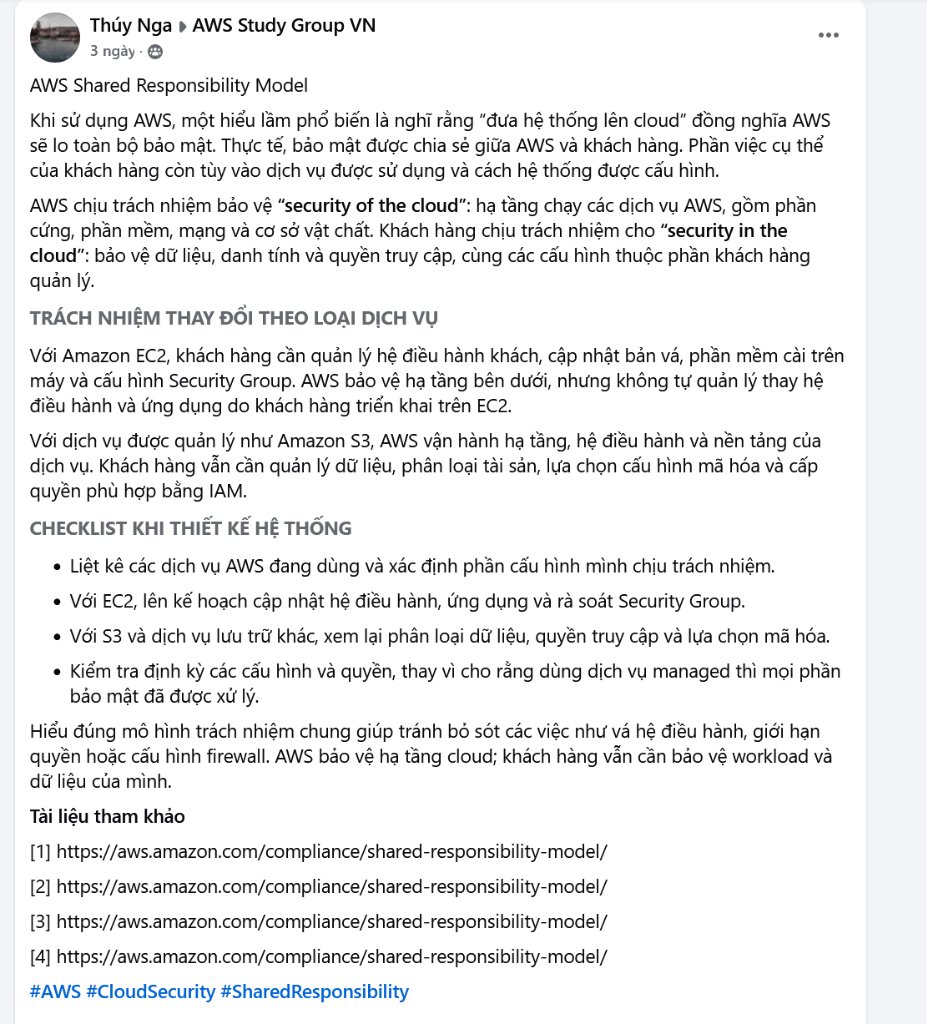 Thúy Nga ▸ AWS Study Group VN
3 ngày ·
AWS Shared Responsibility Model
Khi sử dụng AWS, một hiểu lầm phổ biến là nghĩ rằng “đưa hệ thống lên cloud” đồng nghĩa AWS
sẽ lo toàn bộ bảo mật. Thực tế, bảo mật được chia sẻ giữa AWS và khách hàng. Phần việc cụ thể
của khách hàng còn tùy vào dịch vụ được sử dụng và cách hệ thống được cấu hình.
AWS chịu trách nhiệm bảo vệ “security of the cloud”: hạ tầng chạy các dịch vụ AWS, gồm phần
cứng, phần mềm, mạng và cơ sở vật chất. Khách hàng chịu trách nhiệm cho “security in the
cloud”: bảo vệ dữ liệu, danh tính và quyền truy cập, cùng các cấu hình thuộc phần khách hàng
quản lý.
TRÁCH NHIỆM THAY ĐỔI THEO LOẠI DỊCH VỤ
Với Amazon EC2, khách hàng cần quản lý hệ điều hành khách, cập nhật bản vá, phần mềm cài trên
máy và cấu hình Security Group. AWS bảo vệ hạ tầng bên dưới, nhưng không tự quản lý thay hệ
điều hành và ứng dụng do khách hàng triển khai trên EC2.
Với dịch vụ được quản lý như Amazon S3, AWS vận hành hạ tầng, hệ điều hành và nền tảng của
dịch vụ. Khách hàng vẫn cần quản lý dữ liệu, phân loại tài sản, lựa chọn cấu hình mã hóa và cấp
quyền phù hợp bằng IAM.
CHECKLIST KHI THIẾT KẾ HỆ THỐNG
• Liệt kê các dịch vụ AWS đang dùng và xác định phần cấu hình mình chịu trách nhiệm.
• Với EC2, lên kế hoạch cập nhật hệ điều hành, ứng dụng và rà soát Security Group.
• Với S3 và dịch vụ lưu trữ khác, xem lại phân loại dữ liệu, quyền truy cập và lựa chọn mã hóa.
• Kiểm tra định kỳ các cấu hình và quyền, thay vì cho rằng dùng dịch vụ managed thì mọi phần
bảo mật đã được xử lý.
Hiểu đúng mô hình trách nhiệm chung giúp tránh bỏ sót các việc như vá hệ điều hành, giới hạn
quyền hoặc cấu hình firewall. AWS bảo vệ hạ tầng cloud; khách hàng vẫn cần bảo vệ workload và
dữ liệu của mình.
Tài liệu tham khảo
[1] https://aws.amazon.com/compliance/shared-responsibility-model/
[2] https://aws.amazon.com/compliance/shared-responsibility-model/
[3] https://aws.amazon.com/compliance/shared-responsibility-model/
[4] https://aws.amazon.com/compliance/shared-responsibility-model/
#AWS #CloudSecurity #SharedResponsibility